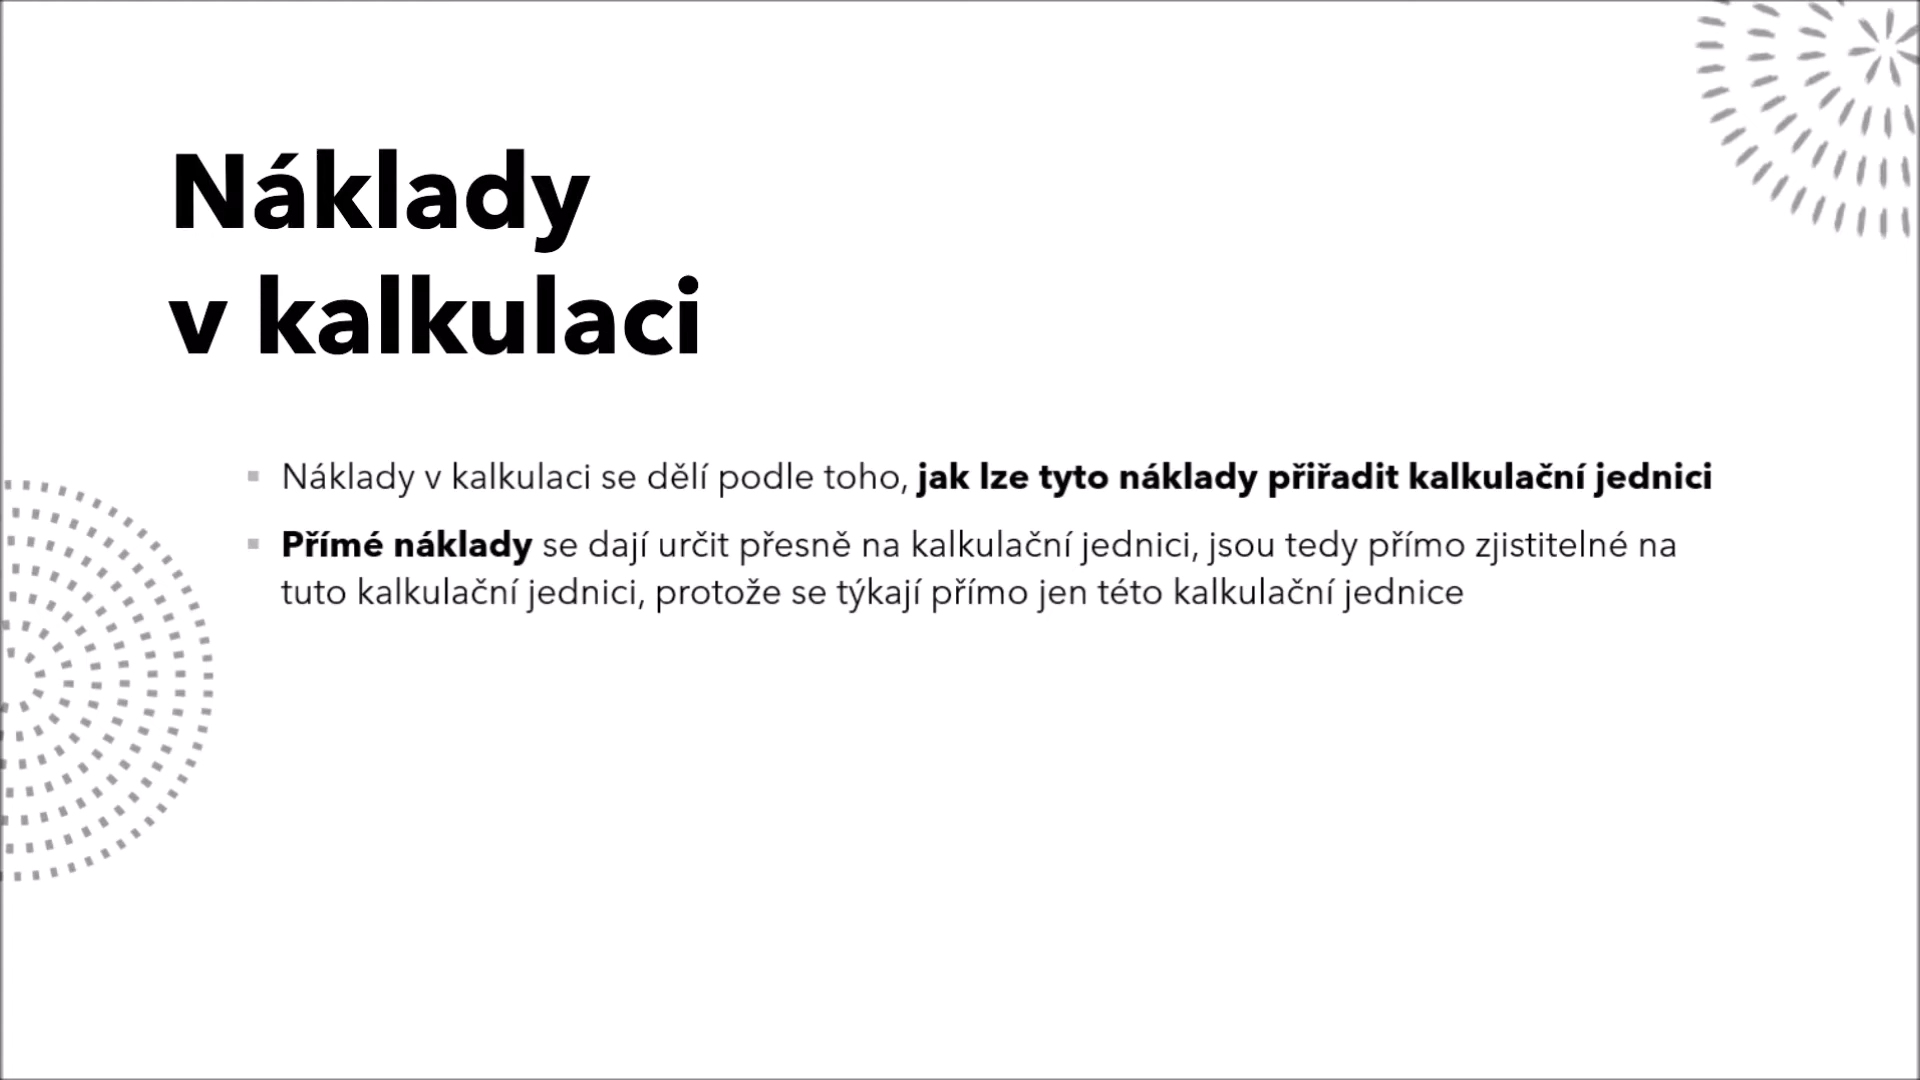 Náklady
v kalkulaci
Náklady v kalkulaci se dělí podle toho, jak lze tyto náklady přiřadit kalkulační jednici
Přímé náklady se dají určit přesně na kalkulační jednici, jsou tedy přímo zjistitelné na
tuto kalkulační jednici, protože se týkají přímo jen této kalkulační jednice